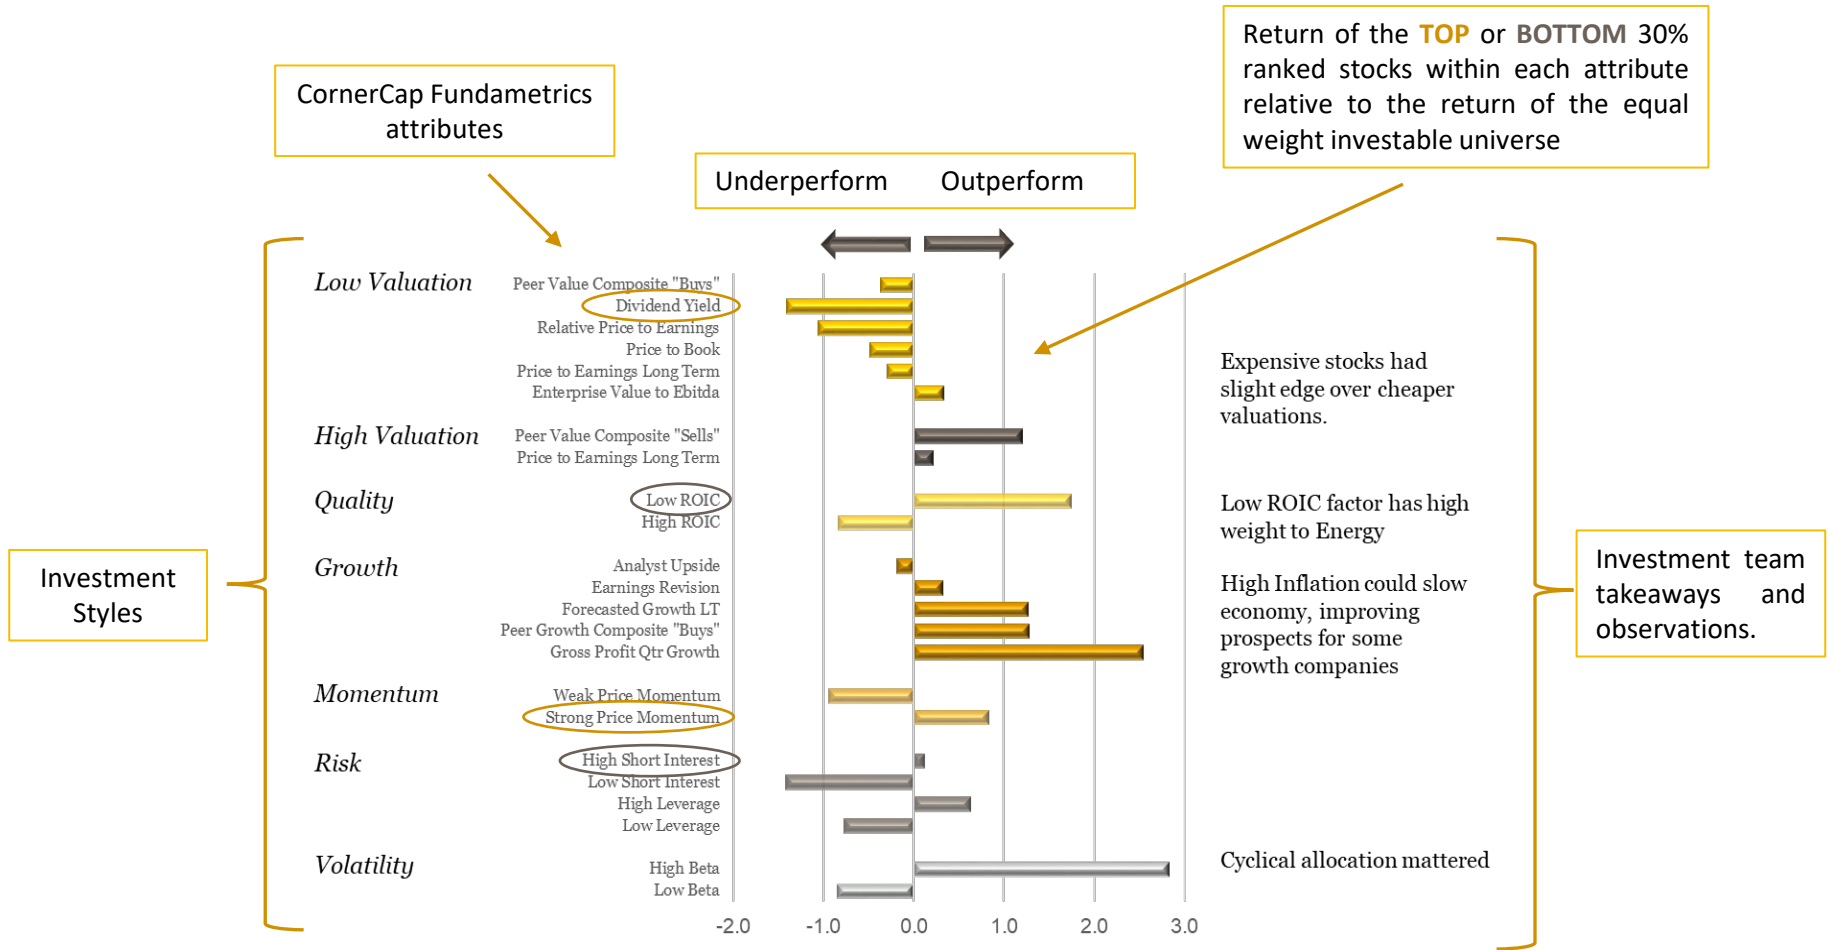 Return of the TOP or BOTTOM 30%
ranked stocks within each attribute
relative to the return of the equal
weight investable universe
CornerCap Fundametrics
attributes
Underperform Outperform
Low Valuation
Peer Value Composite "Buys"
Dividend Yield
Relative Price to Earnings
Price to Book
Price to Earnings Long Term
Enterprise Value to Ebitda
Expensive stocks had
slight edge over cheaper
valuations.
High Valuation
Peer Value Composite "Sells"
Price to Earnings Long Term
Quality
Low ROIC
High ROIC
Low ROIC factor has high
weight to Energy
Growth
Analyst Upside
Earnings Revision
Forecasted Growth LT
Peer Growth Composite "Buys"
Gross Profit Qtr Growth
High Inflation could slow
economy, improving
prospects for some
growth companies
Investment
Styles
Investment team
takeaways and
observations.
Momentum
Weak Price Momentum
Strong Price Momentum
Risk
High Short Interest
Low Short Interest
High Leverage
Low Leverage
Volatility
High Beta
Low Beta
Cyclical allocation mattered
-2.0 -1.0 0.0 1.0 2.0 3.0